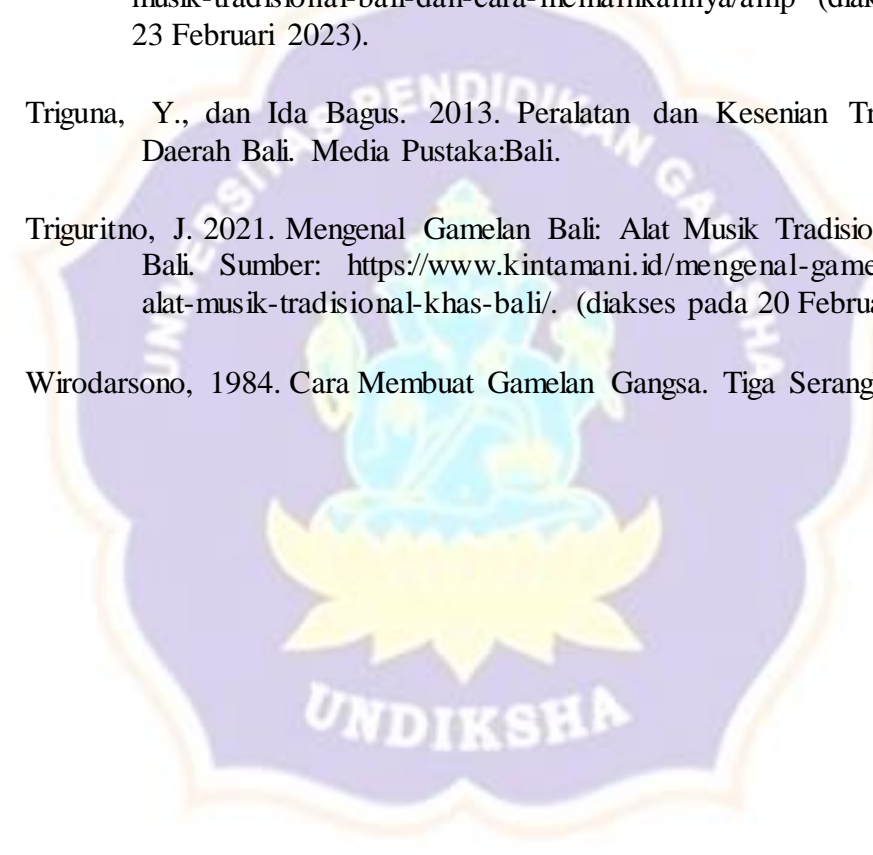 musik-tradisional-bali-dan-cara-memainkannya/amp (diak
23 Februari 2023).
Triguna, Y., dan Ida Bagus. 2013. Peralatan dan Kesenian Tr
Daerah Bali. Media Pustaka:Bali.
Triguritno, J. 2021. Mengenal Gamelan Bali: Alat Musik Tradisio
Bali. Sumber: https://www.kintamani.id/mengenal-game
alat-musik-tradisional-khas-bali/. (diakses pada 20 Februa
Wirodarsono, 1984. Cara Membuat Gamelan Gangsa. Tiga Serang
UNIVERSITAS PENDIDIKAN GANESHA
UNDIKSHA